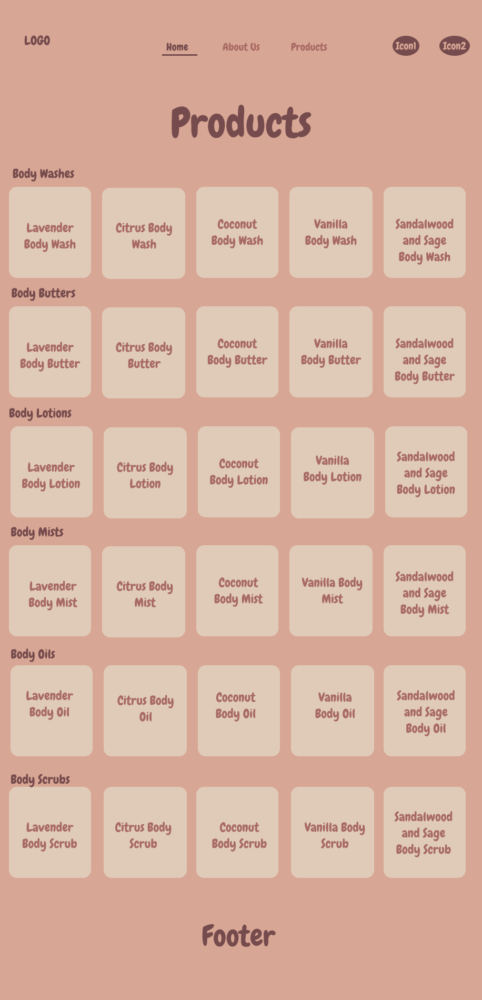 LOGO
Home About Us Products Icon1 Icon2
Products
Body Washes
Lavender
Body Wash
Citrus Body
Wash
Coconut
Body Wash
Vanilla
Body Wash
Sandalwood
and Sage
Body Wash
Body Butters
Lavender
Body Butter
Citrus Body
Butter
Coconut
Body Butter
Vanilla
Body Butter
Sandalwood
and Sage
Body Butter
Body Lotions
Lavender
Body Lotion
Citrus Body
Lotion
Coconut
Body Lotion
Vanilla
Body Lotion
Sandalwood
and Sage
Body Lotion
Body Mists
Lavender
Body Mist
Citrus Body
Mist
Coconut
Body Mist
Vanilla Body
Mist
Sandalwood
and Sage
Body Mist
Body Oils
Lavender
Body Oil
Citrus Body
Oil
Coconut
Body Oil
Vanilla
Body Oil
Sandalwood
and Sage
Body Oil
Body Scrubs
Lavender
Body Scrub
Citrus Body
Scrub
Coconut
Body Scrub
Vanilla Body
Scrub
Sandalwood
and Sage
Body Scrub
Footer